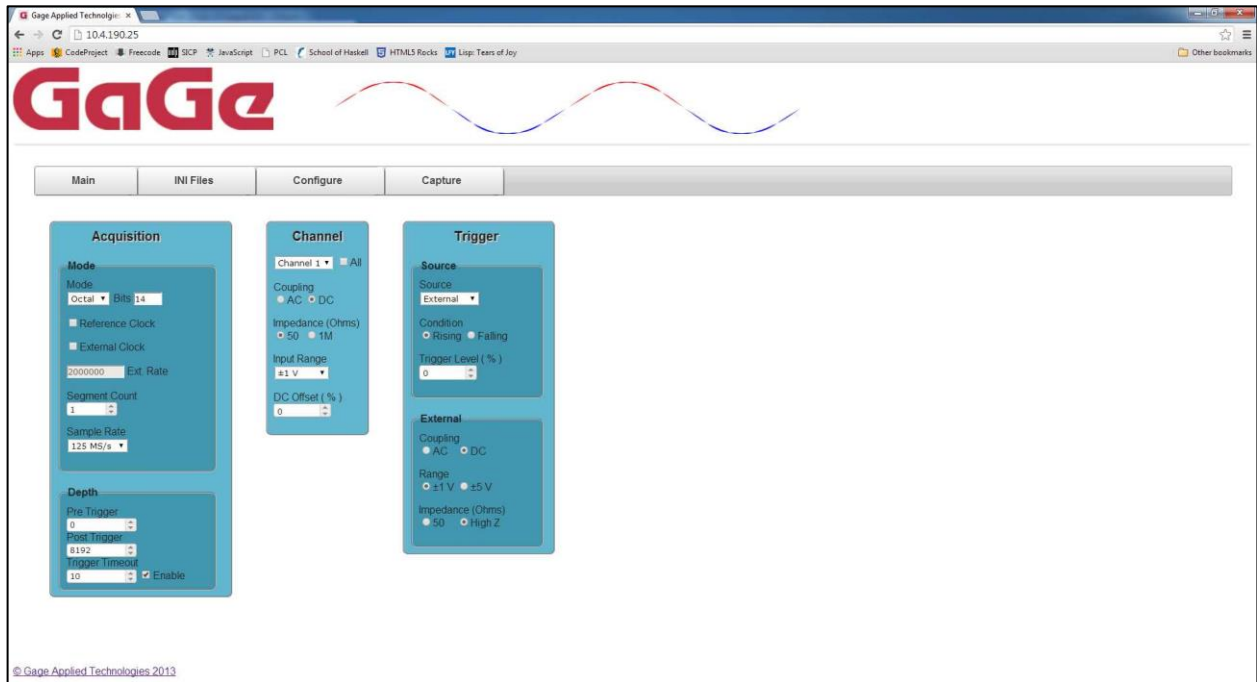 Gage Applied Technolgie
10.4.190.25
Apps CodeProject Freecode SICP JavaScript PCL School of Haskell HTML5 Rocks Lisp: Tears of Joy Other bookmarks
GaGe
Main INI Files Configure Capture
Acquisition
Mode
Mode
Octal Bits 14
Reference Clock
External Clock
2000000 Ext. Rate
Segment Count
1
Sample Rate
125 MS/s
Depth
Pre Trigger
0
Post Trigger
8192
Trigger Timeout
10 Enable
Channel
Channel 1 All
Coupling
AC DC
Impedance (Ohms)
50 1M
Input Range
±1 V
DC Offset ( % )
0
Trigger
Source
Source
External
Condition
Rising Falling
Trigger Level ( % )
0
External
Coupling
AC DC
Range
±1 V ±5 V
Impedance (Ohms)
50 High Z
© Gage Applied Technologies 2013